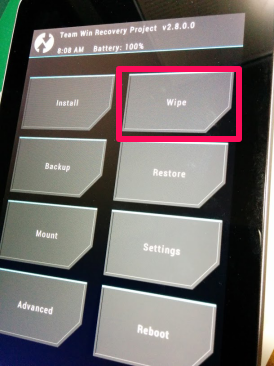 Team Win Recovery Project v2.8.0.0
8:08 AM Battery: 100%
Install
Wipe
Backup
Restore
Mount
Settings
Advanced
Reboot